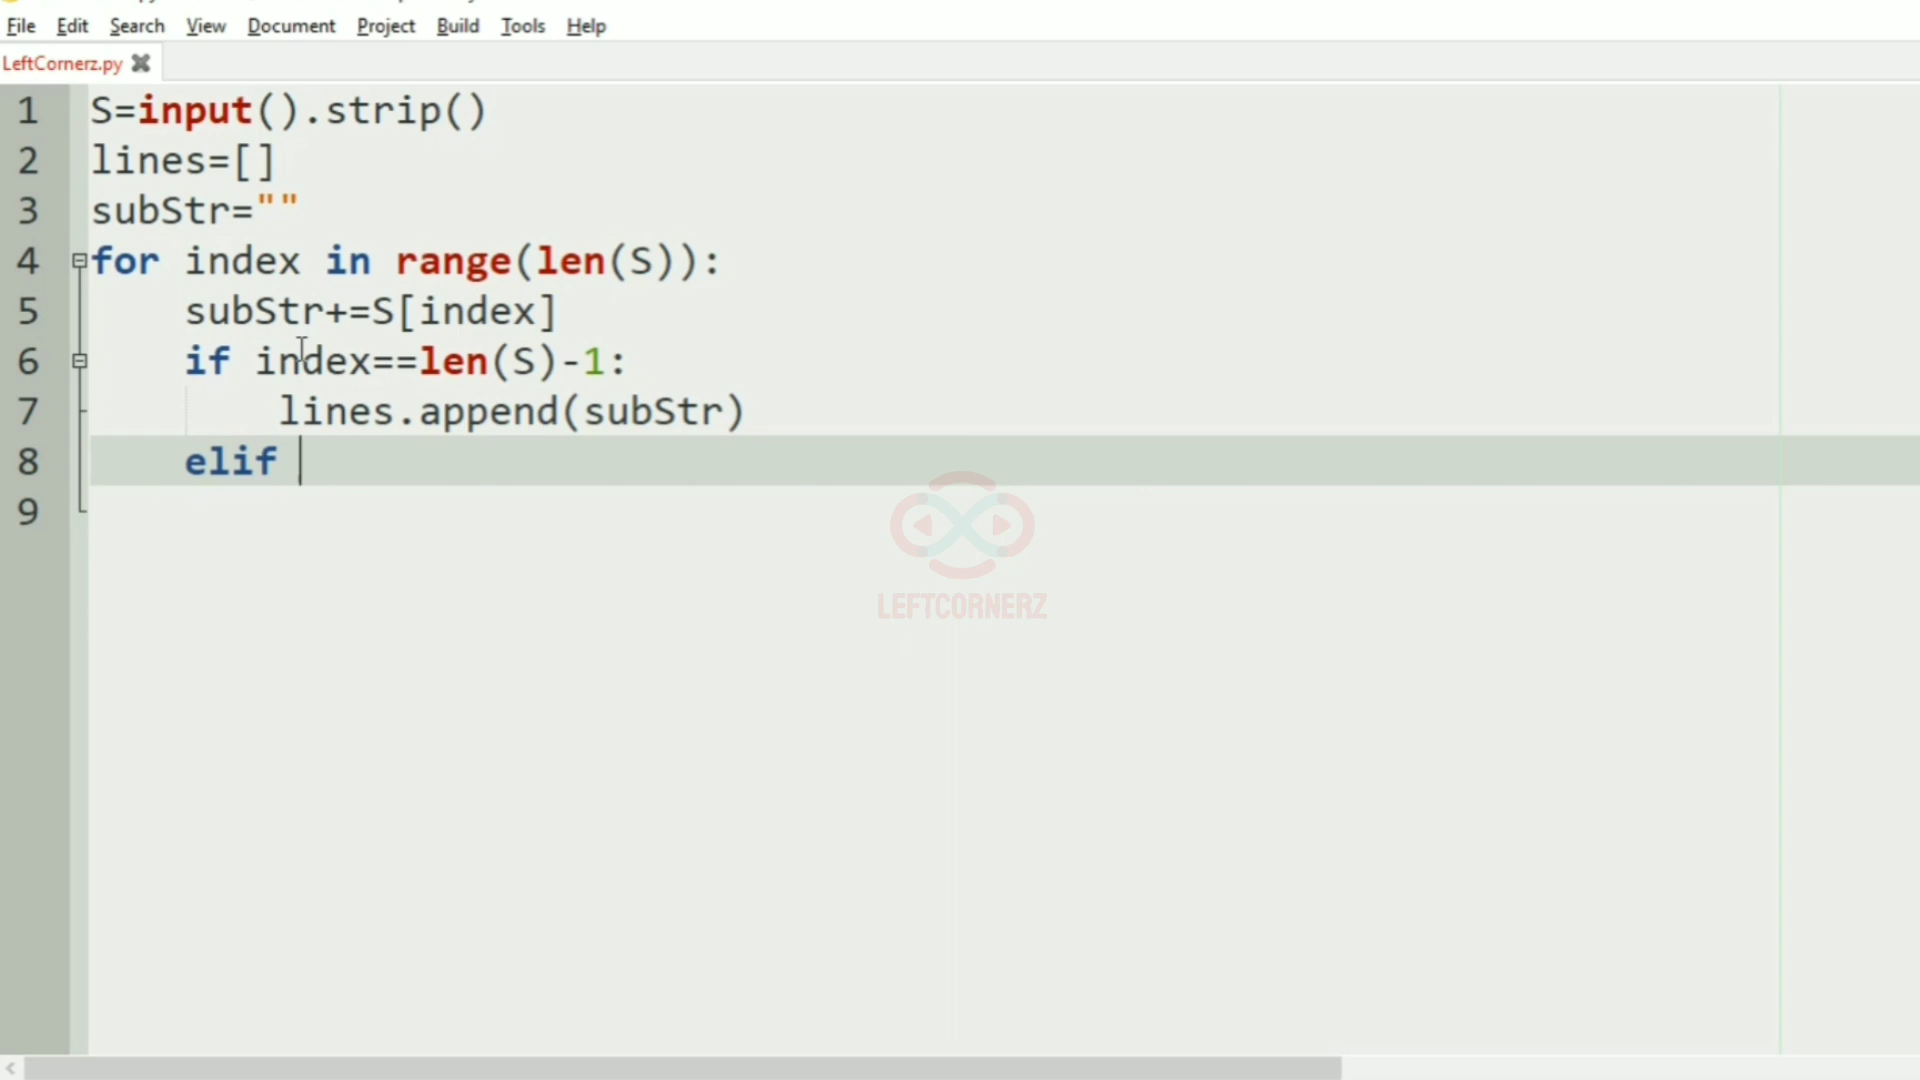 File Edit Search View Document Project Build Tools Help
LeftCornerz.py
1 S=input().strip()
2 lines=[]
3 subStr=""
4 for index in range(len(S)):
5     subStr+=S[index]
6     if index==len(S)-1:
7         lines.append(subStr)
8     elif
9
LEFTCORNERZ